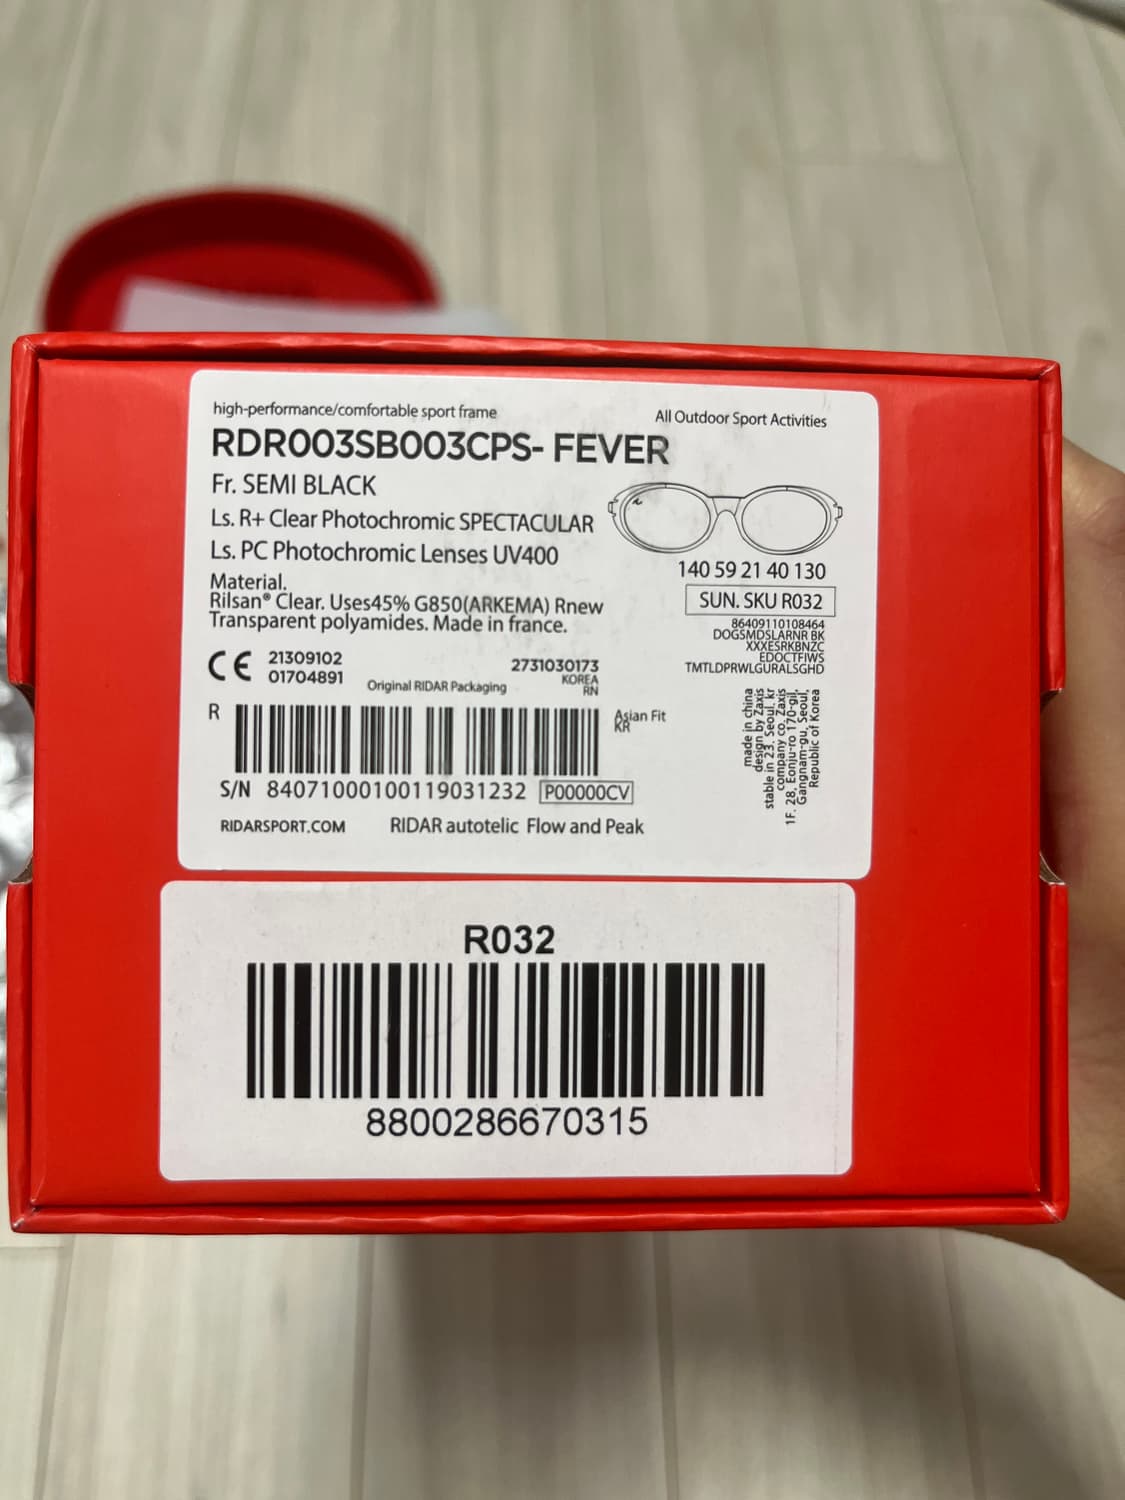 high-performance/comfortable sport frame
All Outdoor Sport Activities
RDR003SB003CPS- FEVER
Fr. SEMI BLACK
Ls. R+ Clear Photochromic SPECTACULAR
Ls. PC Photochromic Lenses UV400
140 59 21 40 130
SUN. SKU R032
Material.
Rilsan® Clear. Uses45% G850(ARKEMA) Rnew
Transparent polyamides. Made in france.
86409110108464
DOGSMDSLARNR BK
XXXESRKBNZC
EDOCTFIWS
TMTLDPRWLGURALSGHD
CE
21309102
01704891
Original RIDAR Packaging
2731030173
KOREA
RN
R
Asian Fit
KR
made in china
design by Zaxis
stable in 23. Seoul. kr
company co. Zaxis
1F. 28, Eonju-ro 170-gil,
Gangnam-gu, Seoul,
Republic of Korea
S/N 84071000100119031232 P00000CV
RIDARSPORT.COM
RIDAR autotelic Flow and Peak
R032
8800286670315